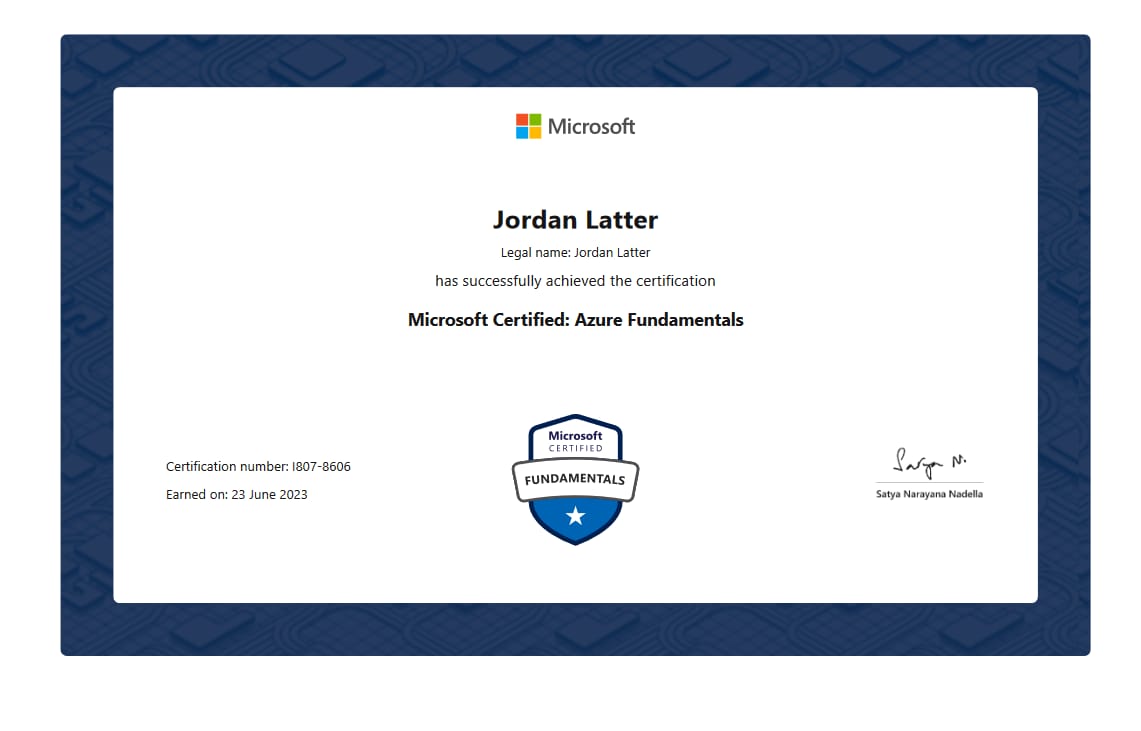 Microsoft
Jordan Latter
Legal name: Jordan Latter
has successfully achieved the certification
Microsoft Certified: Azure Fundamentals
Certification number: I807-8606
Earned on: 23 June 2023
Microsoft
CERTIFIED
FUNDAMENTALS
Satya N.
Satya Narayana Nadella